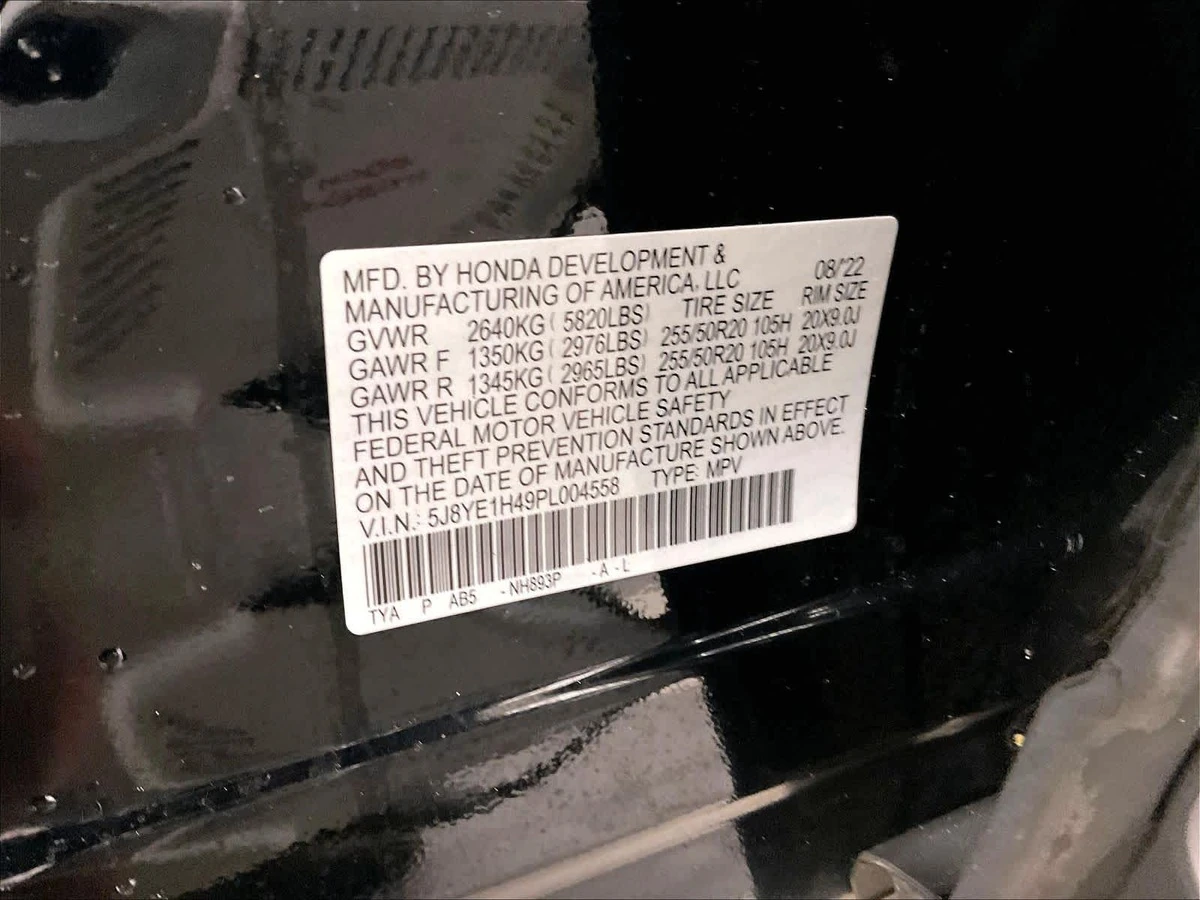 MFD. BY HONDA DEVELOPMENT &
MANUFACTURING OF AMERICA, LLC 08/'22
GVWR 2640KG ( 5820LBS) TIRE SIZE RIM SIZE
GAWR F 1350KG ( 2976LBS) 255/50R20 105H 20X9.0J
GAWR R 1345KG ( 2965LBS) 255/50R20 105H 20X9.0J
THIS VEHICLE CONFORMS TO ALL APPLICABLE
FEDERAL MOTOR VEHICLE SAFETY
AND THEFT PREVENTION STANDARDS IN EFFECT
ON THE DATE OF MANUFACTURE SHOWN ABOVE.
V.I.N.: 5J8YE1H49PL004558 TYPE: MPV
TYA P AB5 -NH893P -A -L